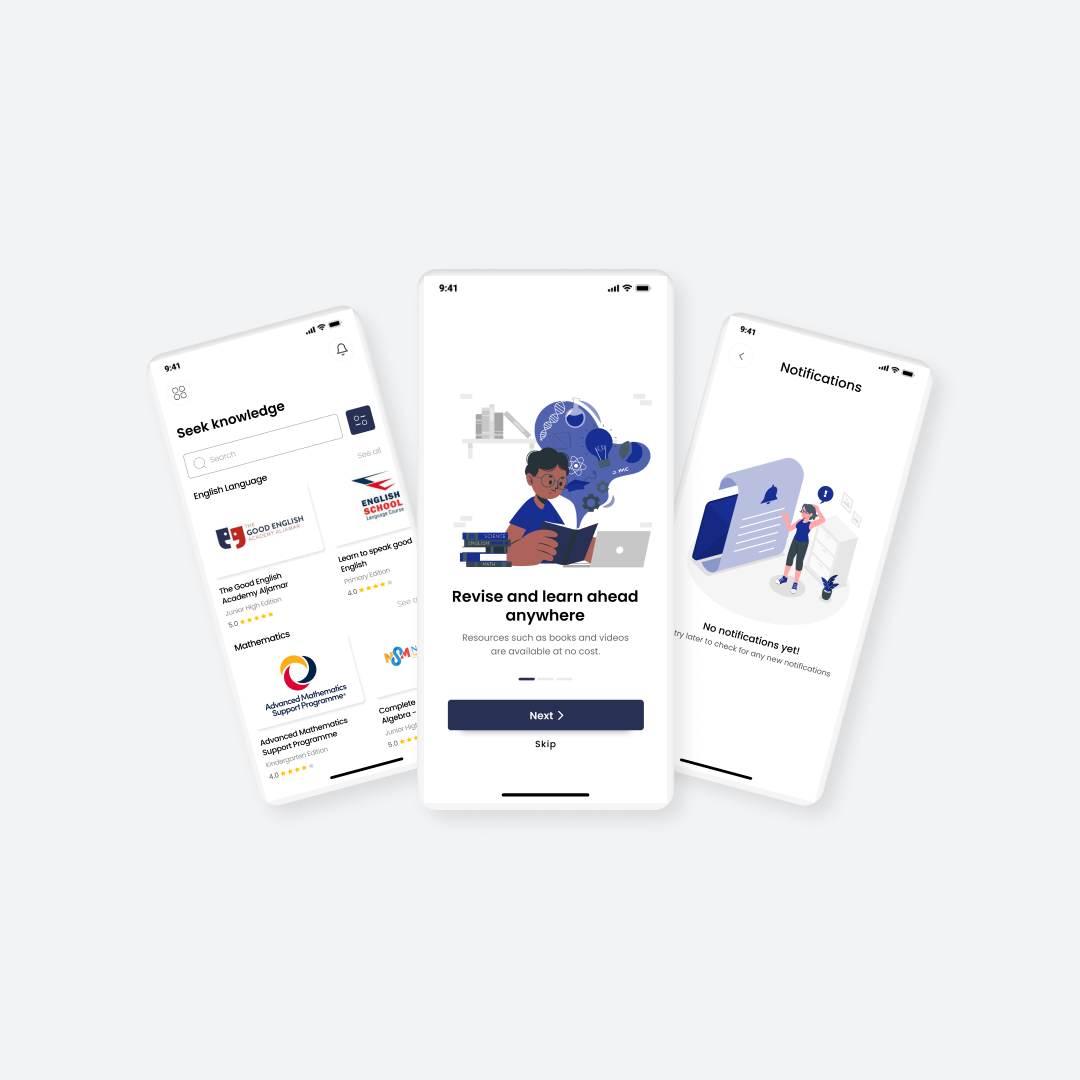 9:41
Seek knowledge
Search
English Language
See all
THE
GOOD ENGLISH
ACADEMY ALJAMAR
ENGLISH
SCHOOL
Language Course
The Good English
Academy Aljamar
Junior High Edition
5.0
Learn to speak good
English
Primary Edition
4.0
Mathematics
See
Advanced Mathematics
Support Programme
Advanced Mathematics
Support Programme
Kindergarten Edition
4.0
NSM
Complete
Algebra -
Junior
5.0
9:41
SCIENCE
ENGLISH
MATH
Revise and learn ahead
anywhere
Resources such as books and videos
are available at no cost.
Next
Skip
9:41
Notifications
No notifications yet!
try later to check for any new notifications